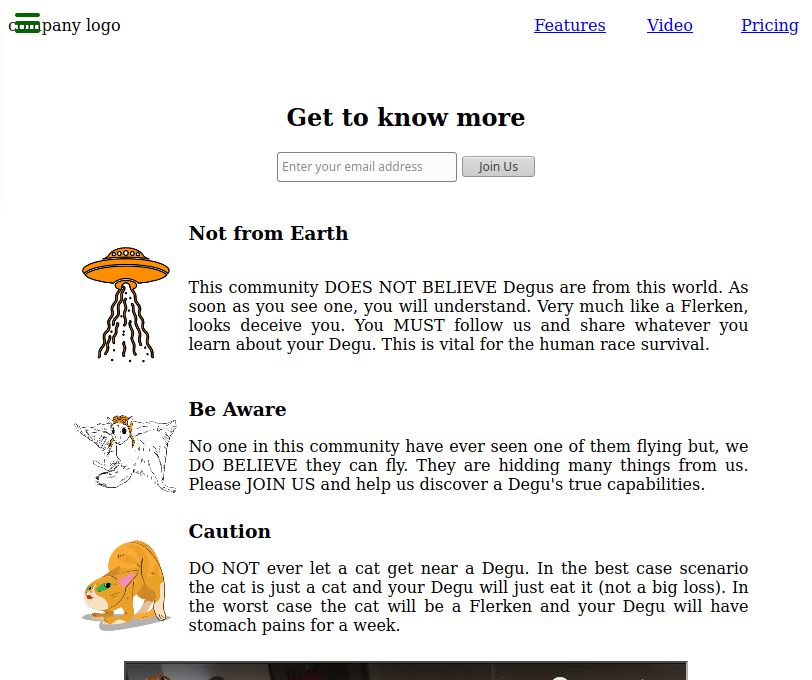 company logo Features Video Pricing
Get to know more
Enter your email address Join Us
Not from Earth
This community DOES NOT BELIEVE Degus are from this world. As
soon as you see one, you will understand. Very much like a Flerken,
looks deceive you. You MUST follow us and share whatever you
learn about your Degu. This is vital for the human race survival.
Be Aware
No one in this community have ever seen one of them flying but, we
DO BELIEVE they can fly. They are hidding many things from us.
Please JOIN US and help us discover a Degu's true capabilities.
Caution
DO NOT ever let a cat get near a Degu. In the best case scenario
the cat is just a cat and your Degu will just eat it (not a big loss). In
the worst case the cat will be a Flerken and your Degu will have
stomach pains for a week.